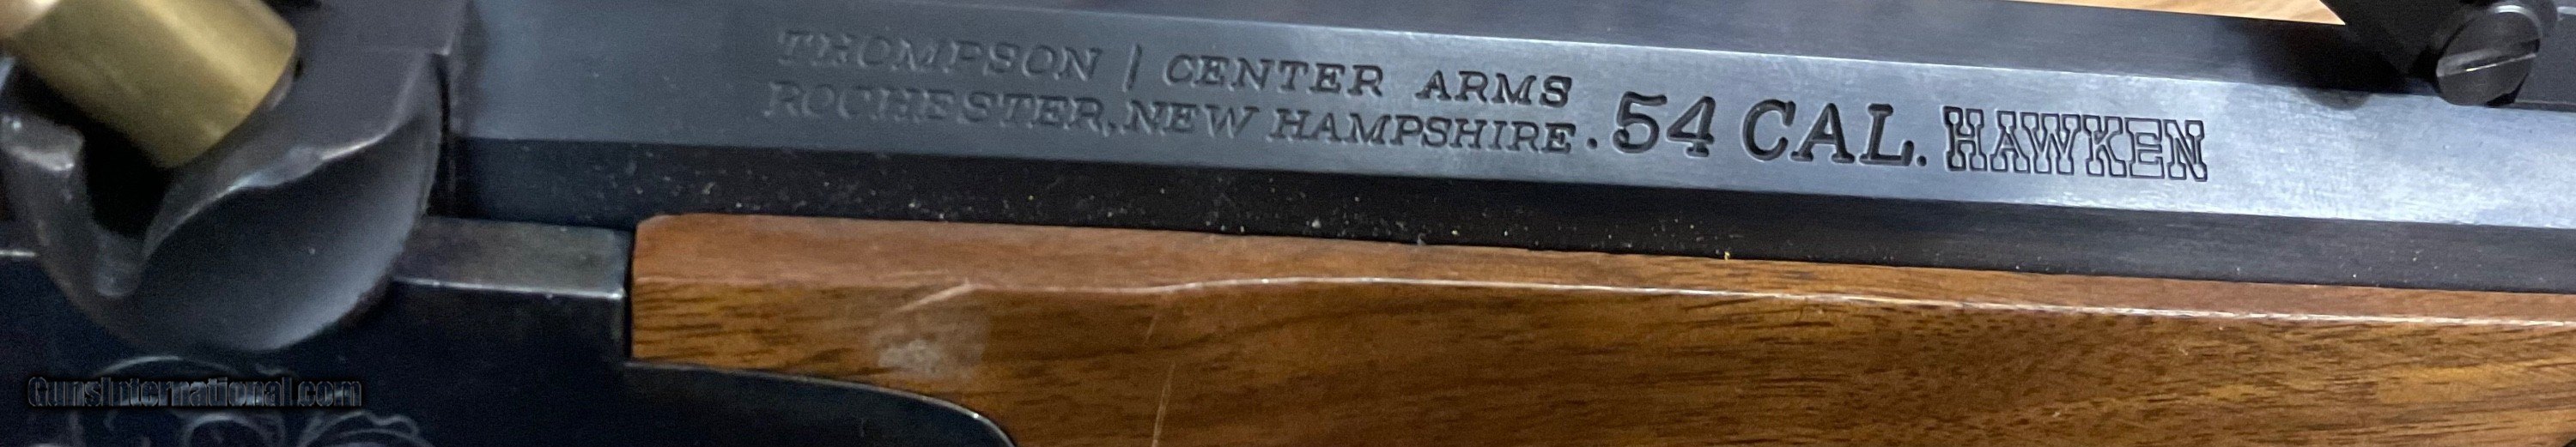 THOMPSON | CENTER ARMS
ROCHESTER, NEW HAMPSHIRE.
.54 CAL. HAWKEN
GunsInternational.com